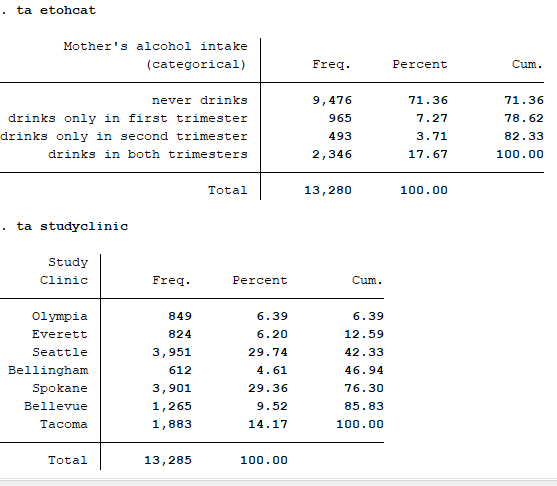 . ta etohcat
Mother's alcohol intake
(categorical) Freq. Percent Cum.
never drinks 9,476 71.36 71.36
drinks only in first trimester 965 7.27 78.62
drinks only in second trimester 493 3.71 82.33
drinks in both trimesters 2,346 17.67 100.00
Total 13,280 100.00
. ta studyclinic
Study
Clinic Freq. Percent Cum.
Olympia 849 6.39 6.39
Everett 824 6.20 12.59
Seattle 3,951 29.74 42.33
Bellingham 612 4.61 46.94
Spokane 3,901 29.36 76.30
Bellevue 1,265 9.52 85.83
Tacoma 1,883 14.17 100.00
Total 13,285 100.00